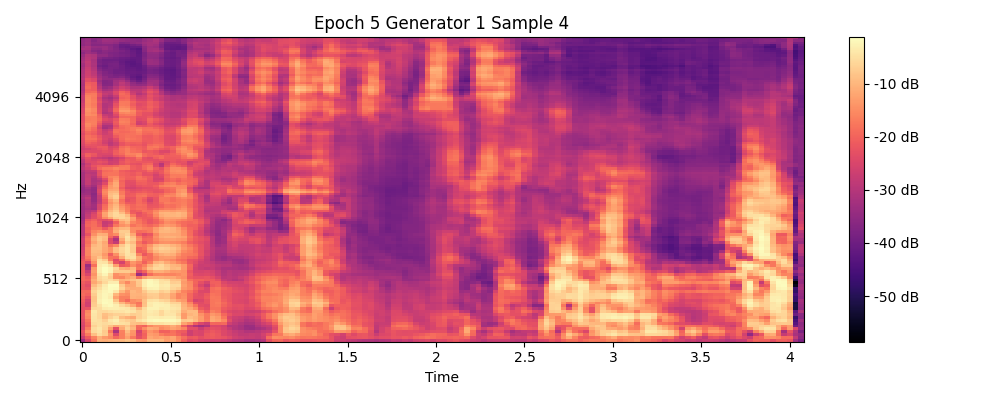 Epoch 5 Generator 1 Sample 4
Hz
4096
2048
1024
512
0
0 0.5 1 1.5 2 2.5 3 3.5 4
Time
-10 dB
-20 dB
-30 dB
-40 dB
-50 dB